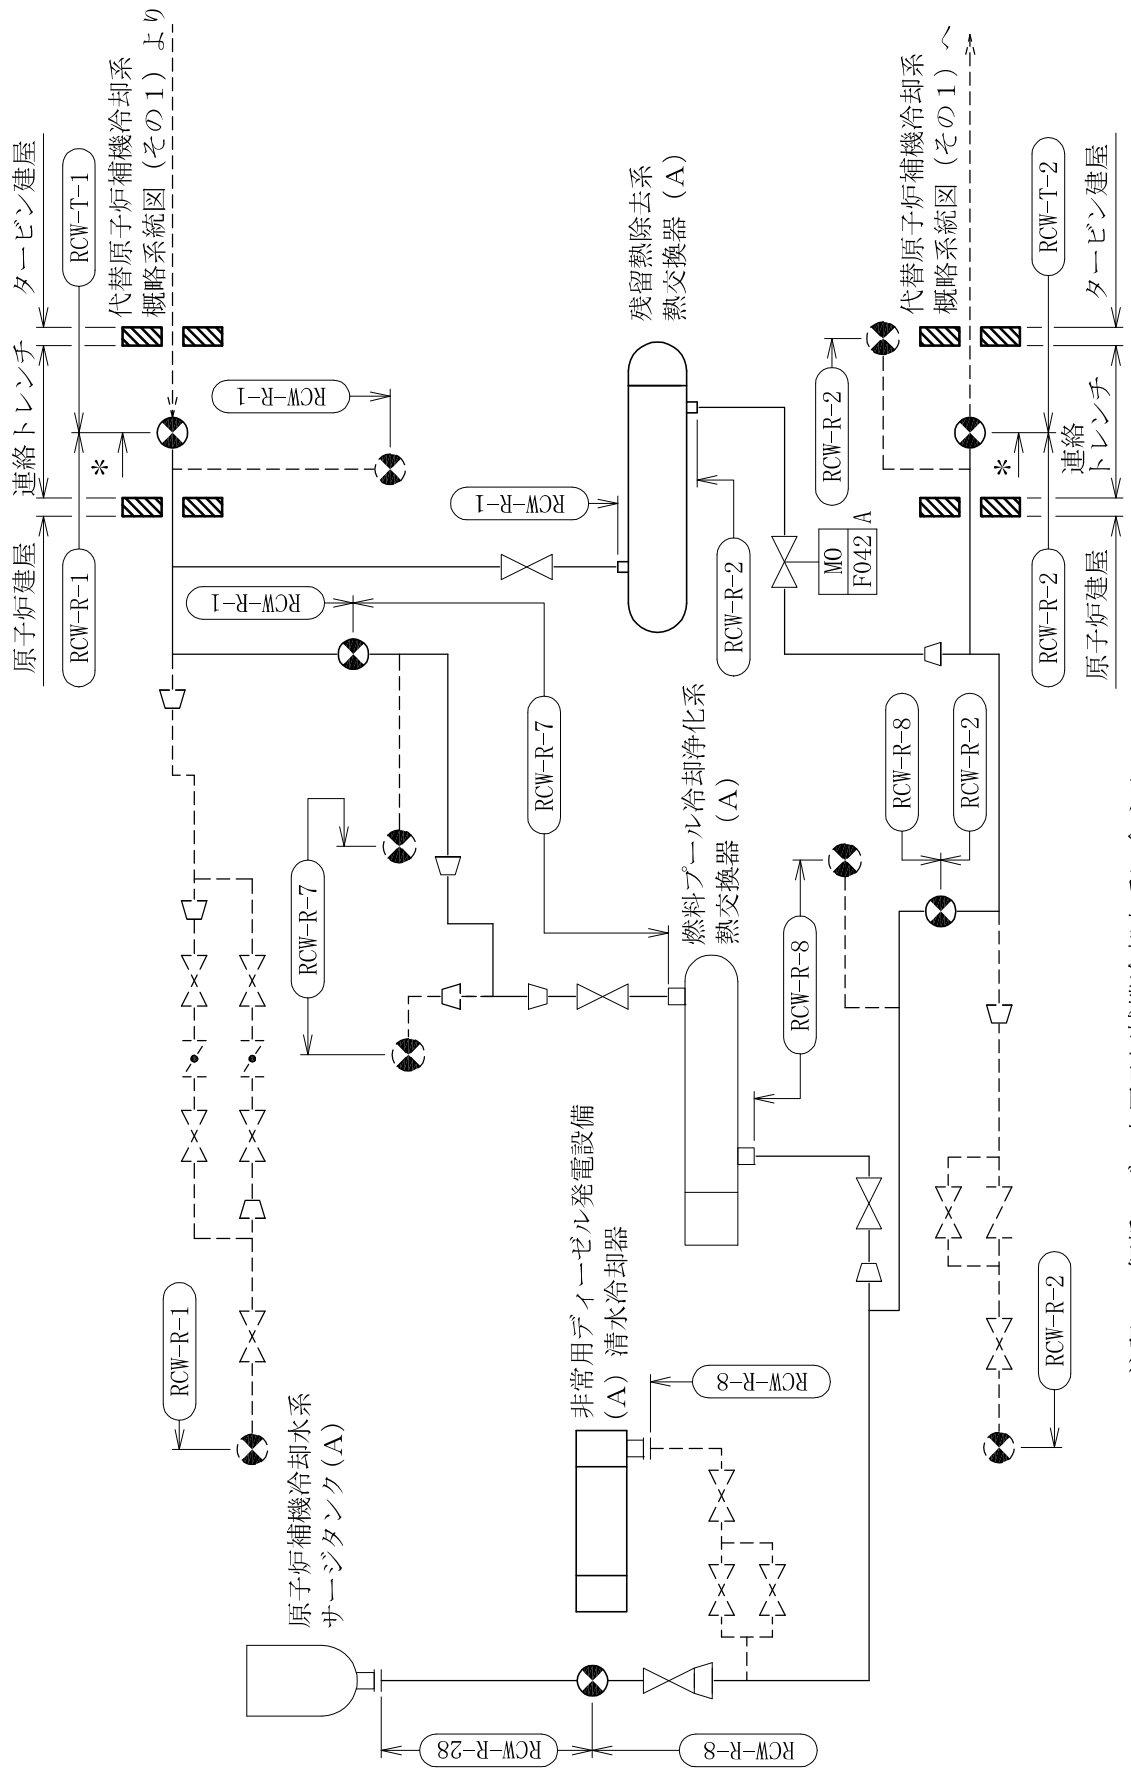 原子炉補機冷却水系
サージタンク(A)
RCW-R-28
RCW-R-8
非常用ディーゼル発電設備
(A) 清水冷却器
RCW-R-8
RCW-R-1
RCW-R-7
燃料プール冷却浄化系
熱交換器 (A)
RCW-R-7
RCW-R-8
RCW-R-2
RCW-R-8
RCW-R-2
原子炉建屋
連絡トレンチ
タービン建屋
RCW-R-1
RCW-T-1
*
代替原子炉補機冷却系
概略系統図 (その1) より
RCW-R-1
RCW-R-1
RCW-R-1
残留熱除去系
熱交換器 (A)
RCW-R-2
MO
F042 A
RCW-R-2
代替原子炉補機冷却系
概略系統図 (その1) へ
*
RCW-R-2
RCW-T-2
原子炉建屋
連絡
トレンチ
タービン建屋